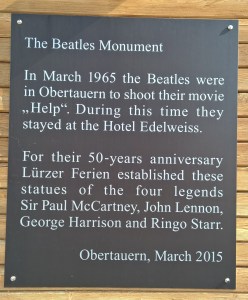 The Beatles Monument
In March 1965 the Beatles were
in Obertauern to shoot their movie
„Help“. During this time they
stayed at the Hotel Edelweiss.
For their 50-years anniversary
Lürzer Ferien established these
statues of the four legends
Sir Paul McCartney, John Lennon,
George Harrison and Ringo Starr.
Obertauern, March 2015